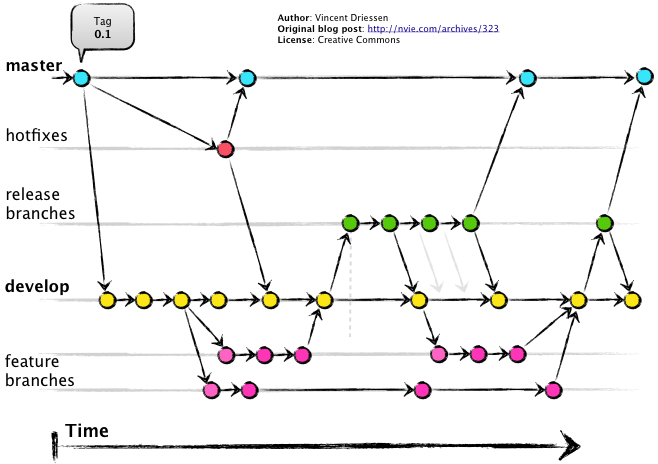 Tag
0.1
Author: Vincent Driessen
Original blog post: http://nvie.com/archives/323
License: Creative Commons
master
hotfixes
release
branches
develop
feature
branches
Time